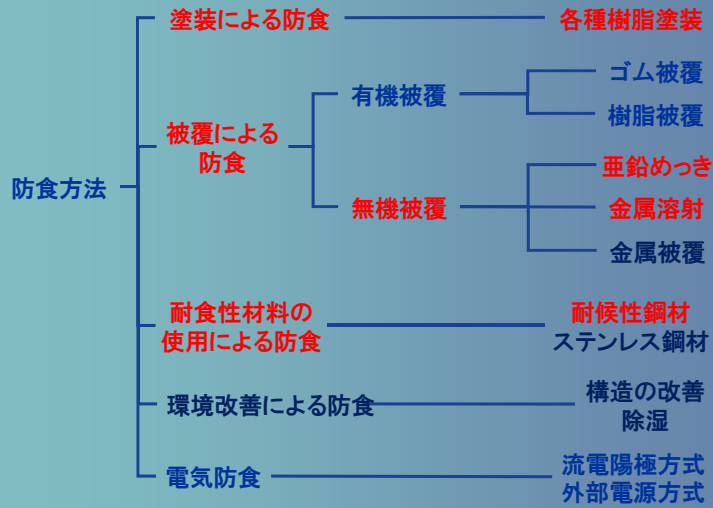 塗装による防食
各種樹脂塗装
ゴム被覆
有機被覆
樹脂被覆
被覆による
防食
亜鉛めっき
防食方法
無機被覆
金属溶射
金属被覆
耐食性材料の
使用による防食
耐候性鋼材
ステンレス鋼材
環境改善による防食
構造の改善
除湿
電気防食
流電陽極方式
外部電源方式